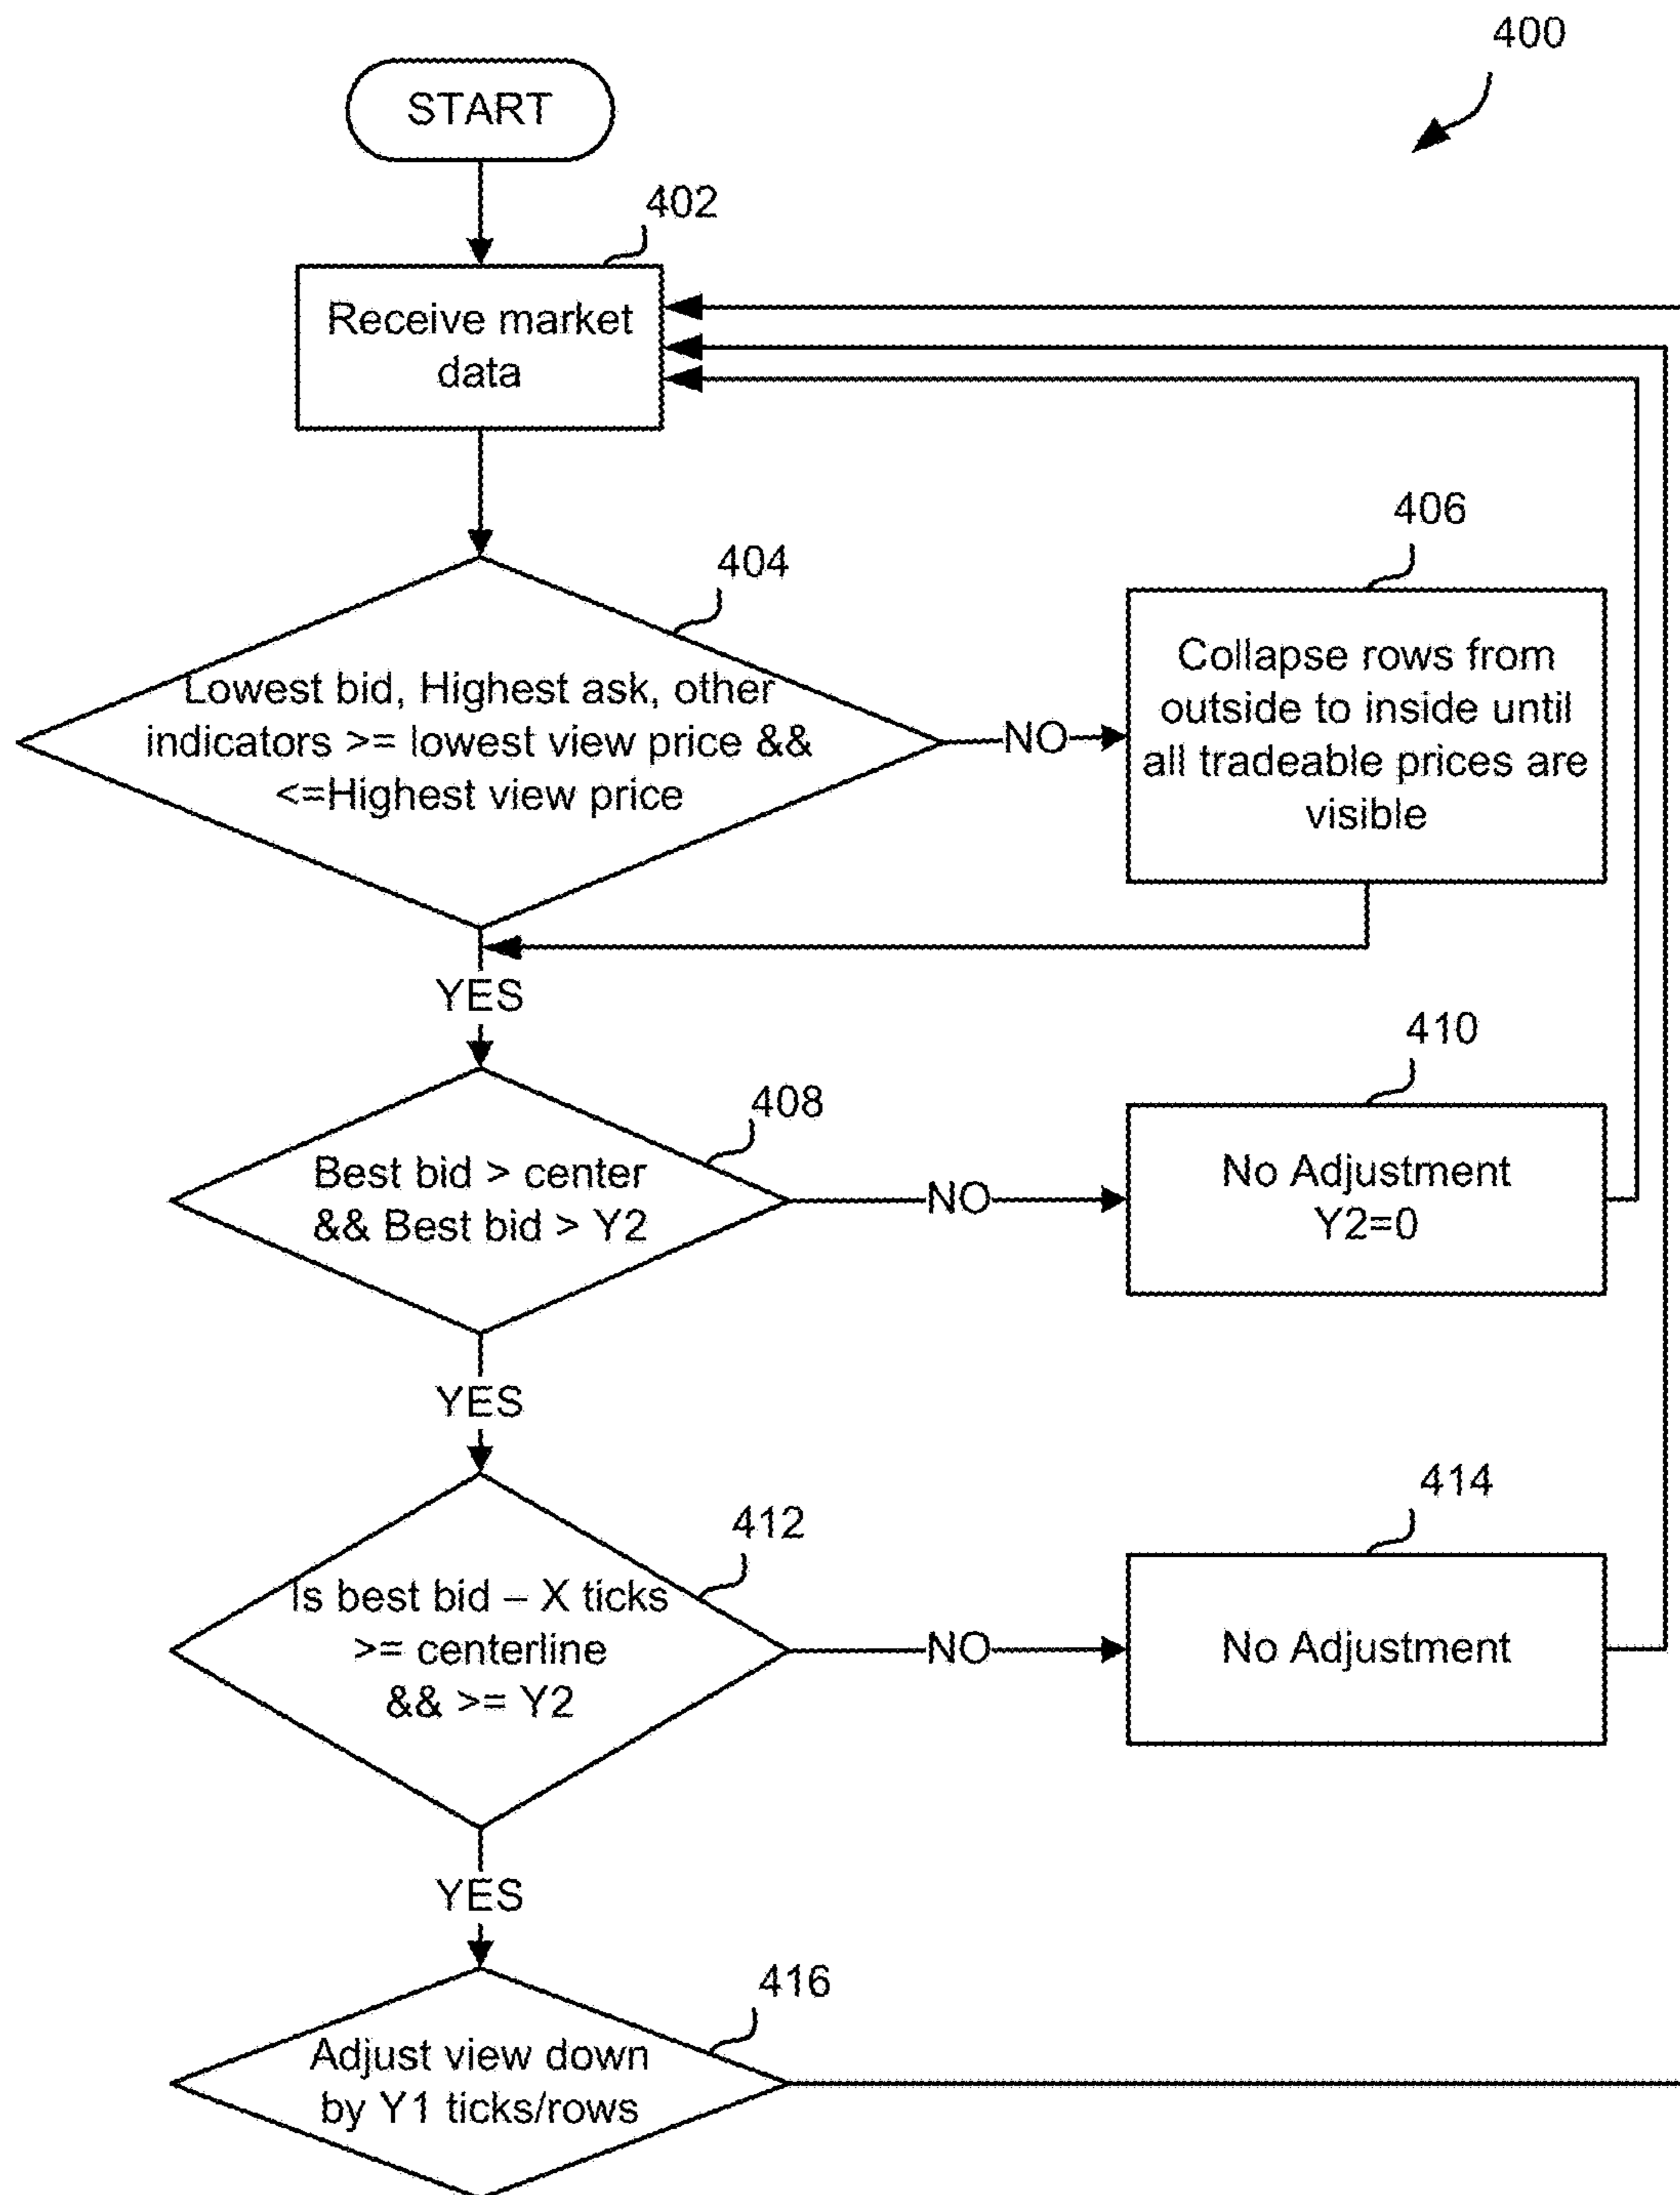 400
START
402
Receive market
data
404
Lowest bid, Highest ask, other
indicators >= lowest view price &&
<=Highest view price
NO
406
Collapse rows from
outside to inside until
all tradeable prices are
visible
YES
408
Best bid > center
&& Best bid > Y2
NO
410
No Adjustment
Y2=0
YES
412
Is best bid – X ticks
>= centerline
&& >= Y2
NO
414
No Adjustment
YES
416
Adjust view down
by Y1 ticks/rows